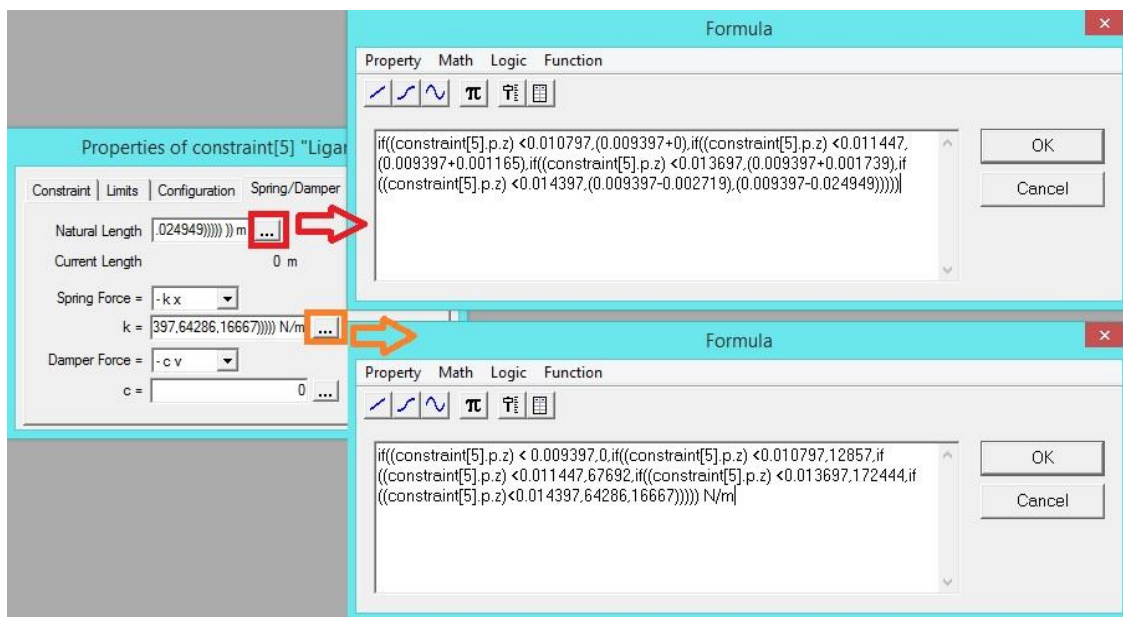 Formula
Property Math Logic Function
π
if((constraint[5].p.z) <0.010797,(0.009397+0),if((constraint[5].p.z) <0.011447,
(0.009397+0.001165),if((constraint[5].p.z) <0.013697,(0.009397+0.001739),if
((constraint[5].p.z) <0.014397,(0.009397-0.002719),(0.009397-0.024949)))))
OK
Cancel
Properties of constraint[5] "Ligar
Constraint Limits Configuration Spring/Damper
Natural Length .024949))))) )) m ...
Current Length 0 m
Spring Force = - k x
k = 397,64286,16667))))) N/m ...
Damper Force = - c v
c = 0 ...
Formula
Property Math Logic Function
π
if((constraint[5].p.z) < 0.009397,0,if((constraint[5].p.z) <0.010797,12857,if
((constraint[5].p.z) <0.011447,67692,if((constraint[5].p.z) <0.013697,172444,if
((constraint[5].p.z)<0.014397,64286,16667))))) N/m
OK
Cancel